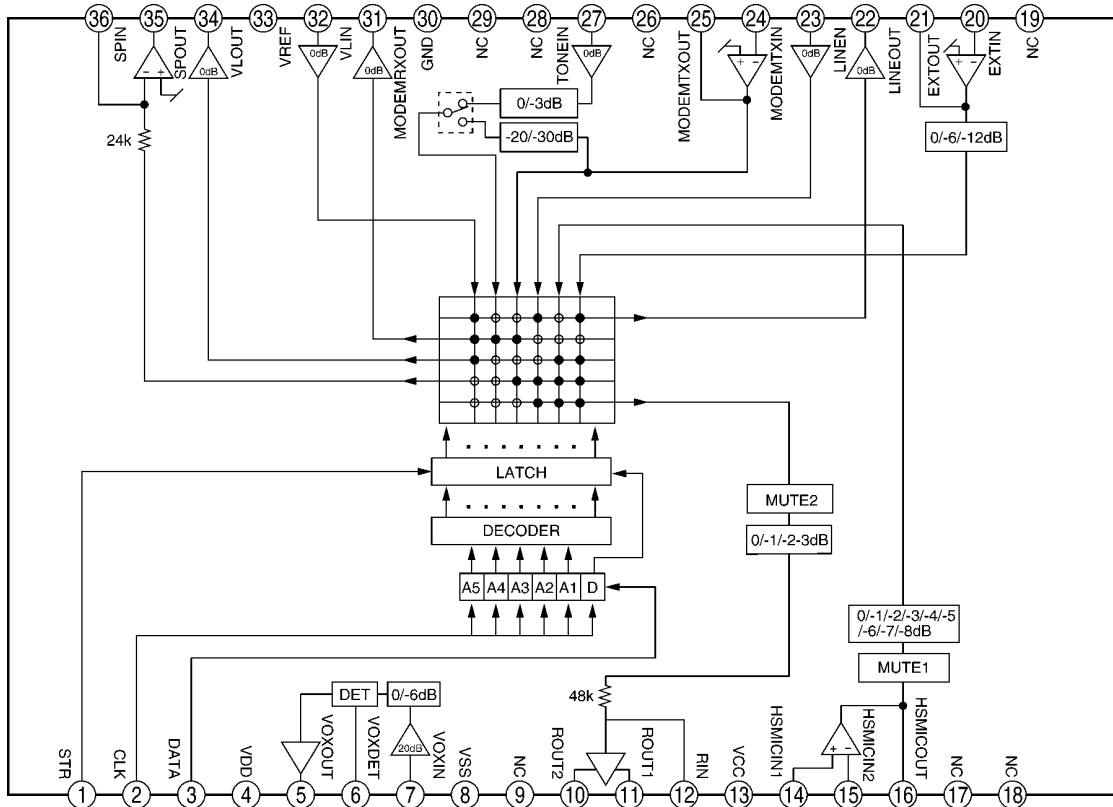 36 35 34 33 32 31 30 29 28 27 26 25 24 23 22 21 20 19
SPIN
SPOUT
VLOUT
VREF
VLIN
MODEMRXOUT
GND
NC
NC
TONEIN
NC
MODEMTXOUT
MODEMTXIN
LINEN
LINEOUT
EXTOUT
EXTIN
NC
- +
0dB
0dB
0dB
0dB
+ -
0dB
0dB
+ -
0/-3dB
-20/-30dB
0/-6/-12dB
24k
LATCH
DECODER
A5 A4 A3 A2 A1 D
MUTE2
0/-1/-2-3dB
0/-1/-2/-3/-4/-5
/-6/-7/-8dB
MUTE1
48k
DET
0/-6dB
20dB
+ -
STR
CLK
DATA
VDD
VOXOUT
VOXDET
VOXIN
VSS
NC
ROUT2
ROUT1
RIN
VCC
HSMICIN1
HSMICIN2
HSMICOUT
NC
NC
1 2 3 4 5 6 7 8 9 10 11 12 13 14 15 16 17 18